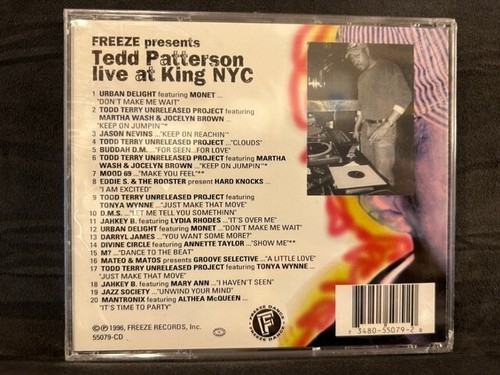 FREEZE presents
Tedd Patterson
live at King NYC
1 URBAN DELIGHT featuring MONET ...
"DON'T MAKE ME WAIT"
2 TODD TERRY UNRELEASED PROJECT featuring
MARTHA WASH & JOCELYN BROWN ...
"KEEP ON JUMPIN'"*
3 JASON NEVINS ..."KEEP ON REACHIN'"
4 TODD TERRY UNRELEASED PROJECT ..."CLOUDS"
5 BUDDAH D.M. ..."FOR SEEN...FOR LOVE"
6 TODD TERRY UNRELEASED PROJECT featuring MARTHA
WASH & JOCELYN BROWN ..."KEEP ON JUMPIN'"*
7 MOOD 69 ..."MAKE YOU FEEL"**
8 EDDIE S. & THE ROOSTER present HARD KNOCKS ...
"I AM EXCITED"
9 TODD TERRY UNRELEASED PROJECT featuring
TONYA WYNNE ..."JUST MAKE THAT MOVE"
10 D.M.S. ..."LET ME TELL YOU SOMETHINN'
11 JAHKEY B. featuring LYDIA RHODES ..."IT'S OVER ME"
12 URBAN DELIGHT featuring MONET ..."DON'T MAKE ME WAIT"
13 DARRYL JAMES ..."(YOU WANT SOME MORE)?"
14 DIVINE CIRCLE featuring ANNETTE TAYLOR ..."SHOW ME"**
15 M? ..."DANCE TO THE BEAT"
16 MATEO & MATOS presents GROOVE SELECTIVE ..."A LITTLE LOVE"
17 TODD TERRY UNRELEASED PROJECT featuring TONYA WYNNE ...
"JUST MAKE THAT MOVE"
18 JAHKEY B. featuring MARY ANN ..."I HAVEN'T SEEN"
19 JAZZ SOCIETY ..."UNWIND YOUR MIND"
20 MANTRONIX featuring ALTHEA McQUEEN ...
"IT'S TIME TO PARTY"
©℗ 1996, FREEZE RECORDS, Inc.
55079-CD
FREEZE DANCE
F
FREEZE DANCE
3480-55079-2